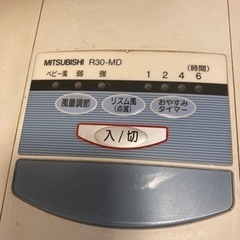 MITSUBISHI R30-MD
ベビー風 弱 強 1 2 4 6 (時間)
風量調節 リズム風(点滅) おやすみタイマー
入/切